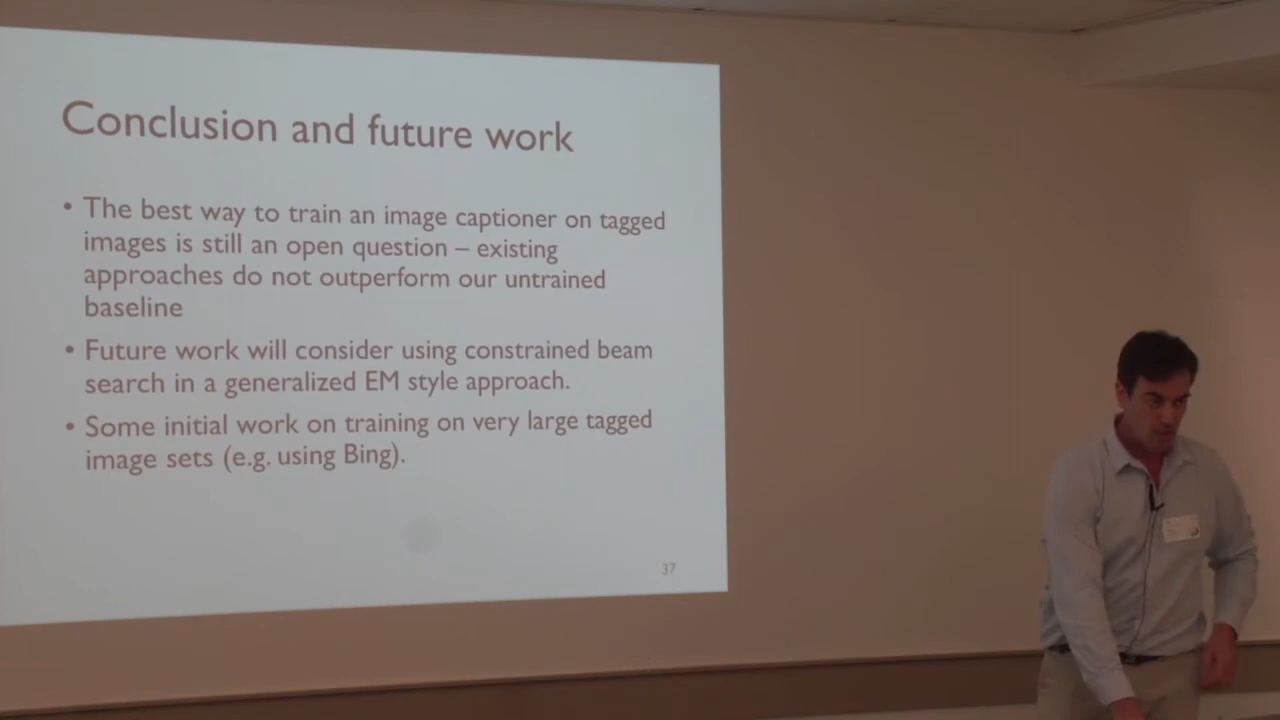 Conclusion and future work
• The best way to train an image captioner on tagged
images is still an open question – existing
approaches do not outperform our untrained
baseline
• Future work will consider using constrained beam
search in a generalized EM style approach.
• Some initial work on training on very large tagged
image sets (e.g. using Bing).
37